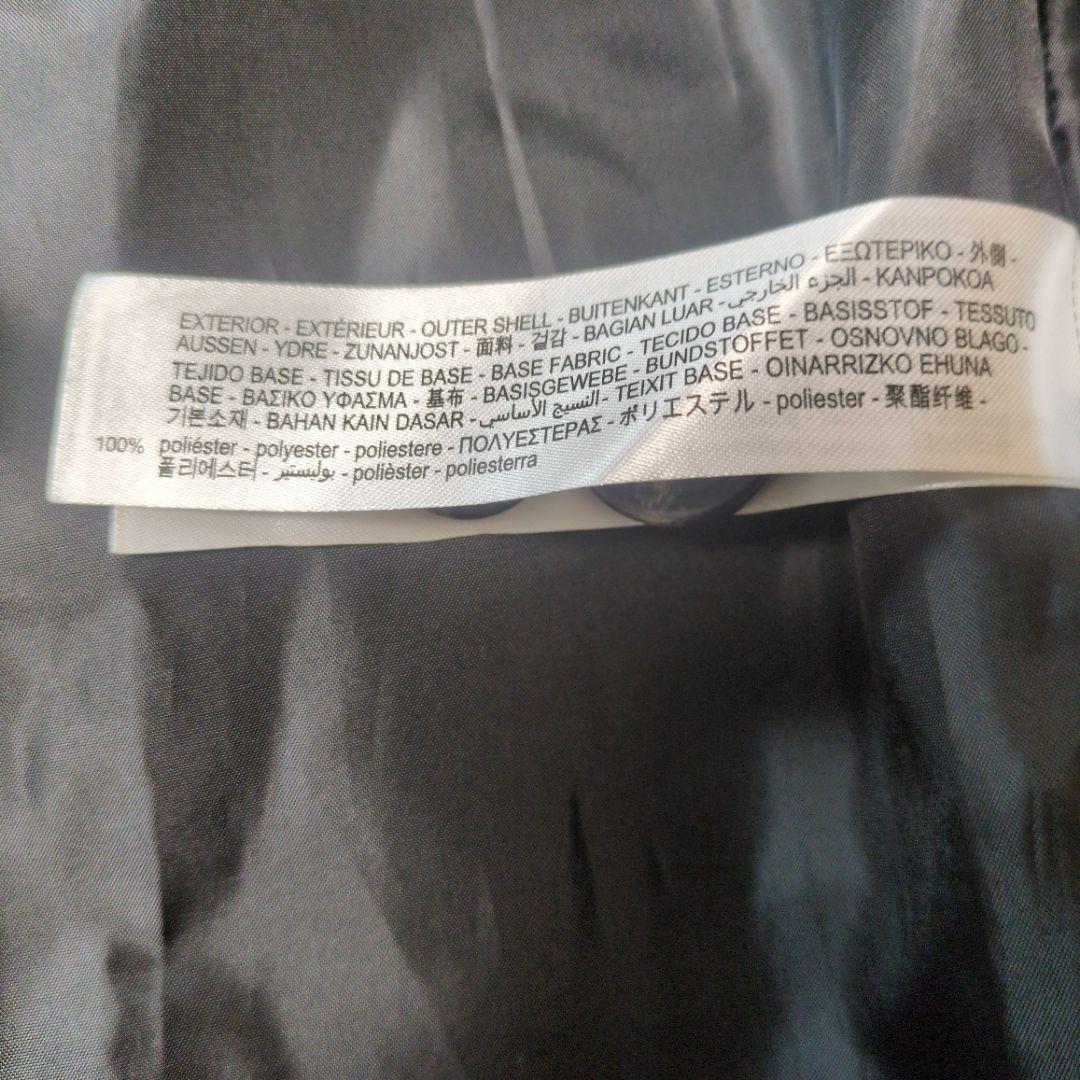 EXTERIOR - EXTÉRIEUR - OUTER SHELL - BUITENKANT - ESTERNO - ΕΞΩΤΕΡΙΚΟ - 外側 -
AUSSEN - YDRE - ZUNANJOST - 面料 - 겉감 - BAGIAN LUAR - الجزء الخارجي - KANPOKOA
TEJIDO BASE - TISSU DE BASE - BASE FABRIC - TECIDO BASE - BASISSTOF - TESSUTO
BASE - ΒΑΣΙΚΟ ΥΦΑΣΜΑ - 基布 - BASISGEWEBE - BUNDSTOFFET - OSNOVNO BLAGO -
기본소재 - BAHAN KAIN DASAR - النسيج الأساسي - TEIXIT BASE - OINARRIZKO EHUNA
100% poliéster - polyester - poliestere - ΠΟΛΥΕΣΤΕΡΑΣ - ポリエステル - poliester - 聚酯纤维 -
폴리에스터 - بوليستير - polièster - poliesterra